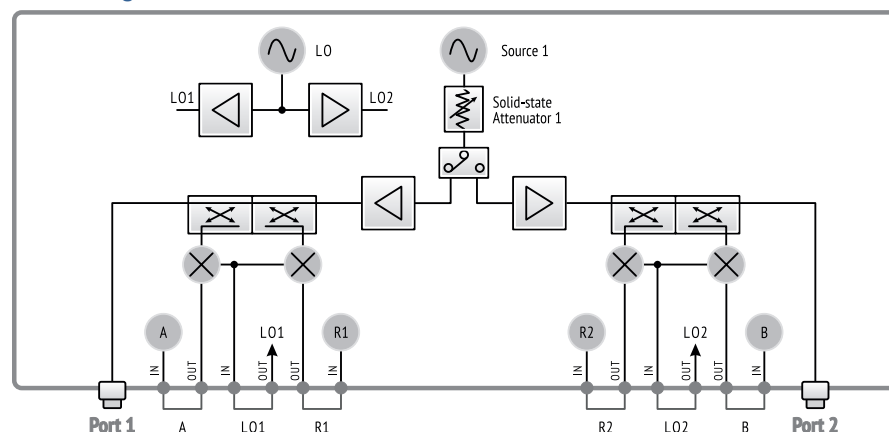 LO
Source 1
LO1
LO2
Solid-state
Attenuator 1
A
LO1
R1
R2
LO2
B
IN
OUT
IN
OUT
OUT
IN
IN
OUT
IN
OUT
OUT
IN
Port 1
A
LO1
R1
R2
LO2
B
Port 2